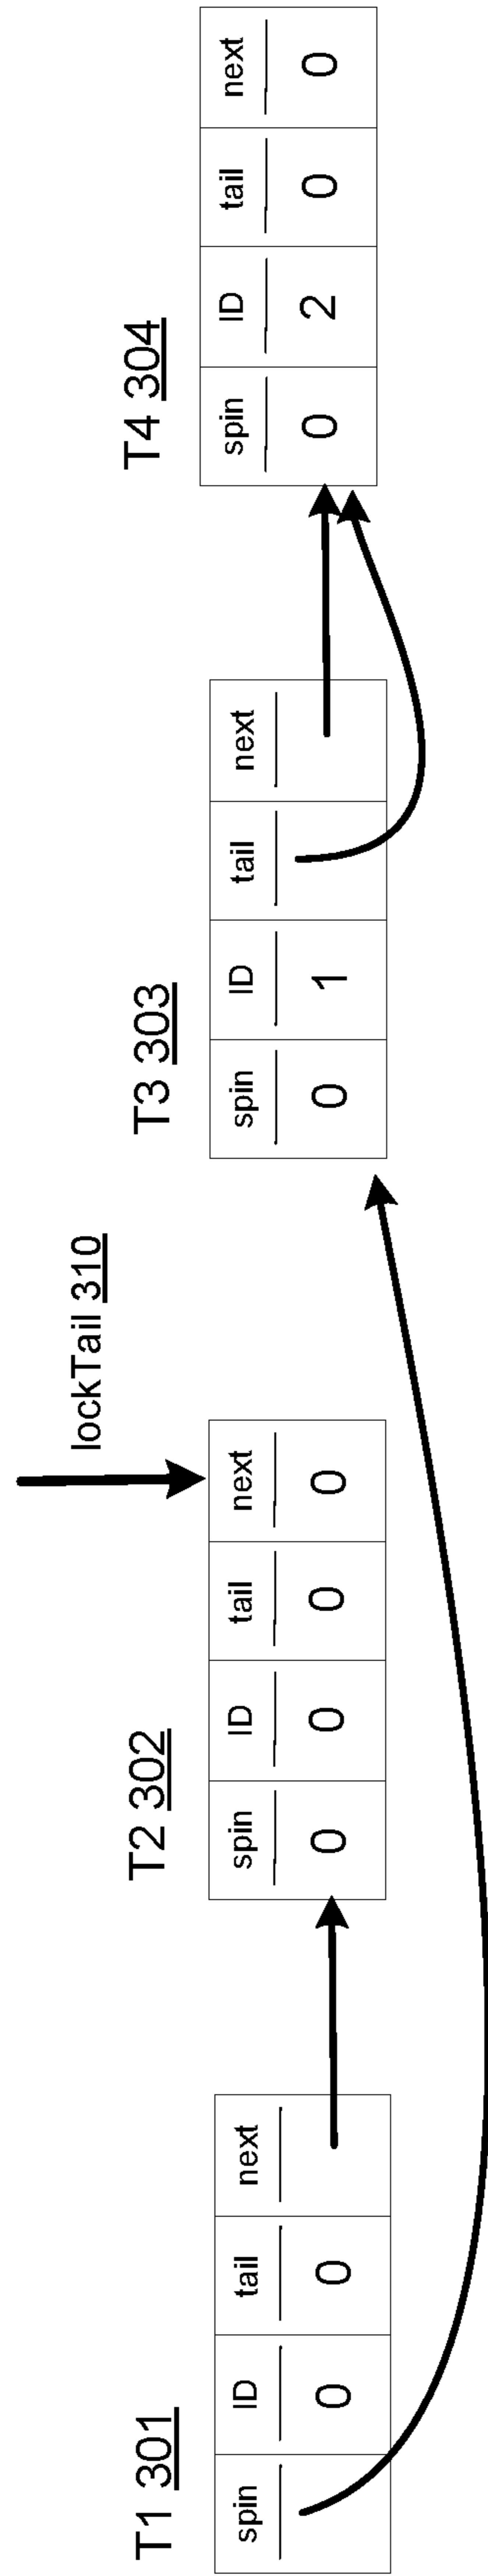 lockTail 310
T1 301
T2 302
T3 303
T4 304
spin ID tail next
0 0
spin ID tail next
0 0 0 0
spin ID tail next
0 1
spin ID tail next
0 2 0 0